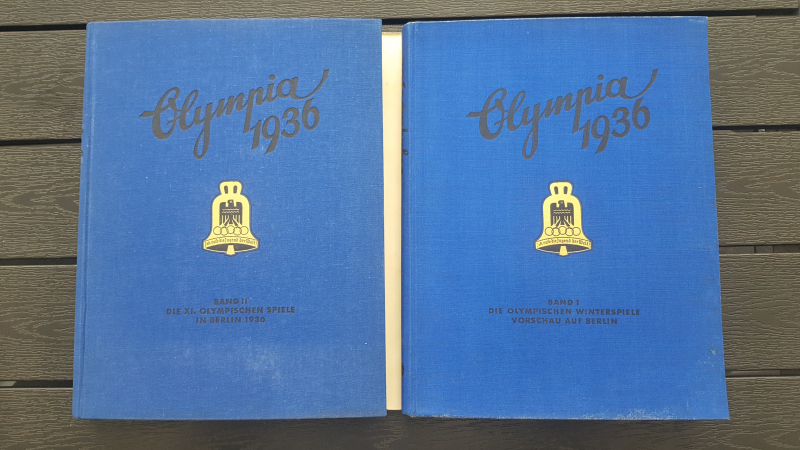 Olympia
1936
BAND II
DIE XI. OLYMPISCHEN SPIELE
IN BERLIN 1936
Olympia
1936
BAND I
DIE OLYMPISCHEN WINTERSPIELE
VORSCHAU AUF BERLIN